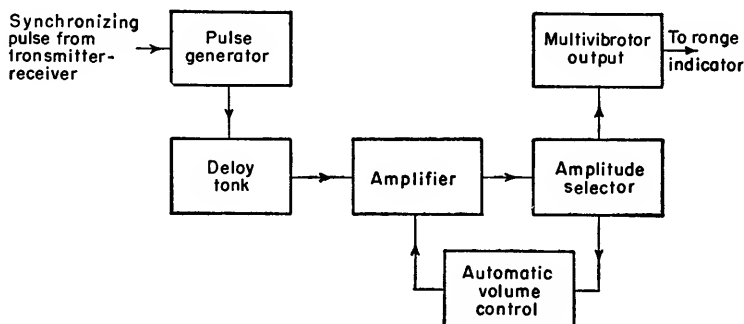 Synchronizing
pulse from
tronsmitter-
receiver
Pulse
generator
Multivibrotor
output
To ronge
indicator
Deloy
tonk
Amplifier
Amplitude
selector
Automatic
volume
control